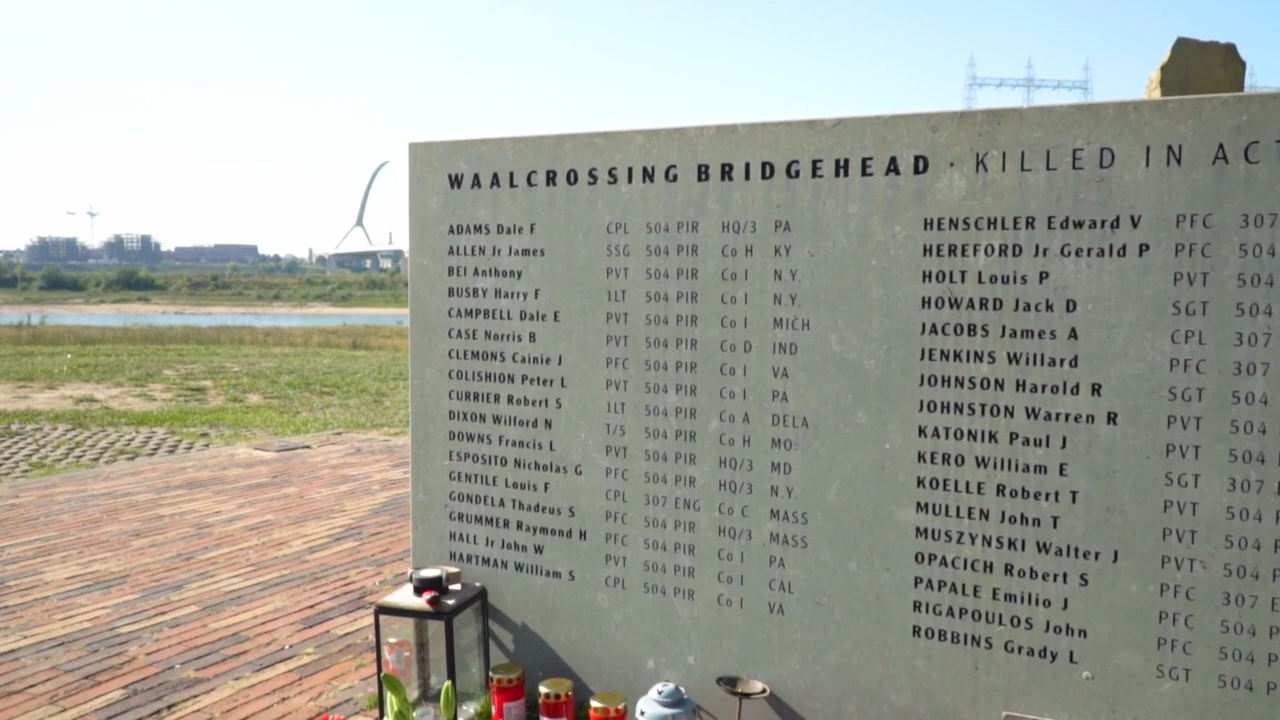 WAALCROSSING BRIDGEHEAD · KILLED IN ACT
ADAMS Dale F CPL 504 PIR HQ/3 PA
ALLEN Jr James SSG 504 PIR Co H KY
BEI Anthony PVT 504 PIR Co I N.Y.
BUSBY Harry F 1LT 504 PIR Co I N.Y.
CAMPBELL Dale E PVT 504 PIR Co I MICH
CASE Norris B PVT 504 PIR Co D IND
CLEMONS Cainie J PFC 504 PIR Co I VA
COLISHION Peter L PVT 504 PIR Co I PA
CURRIER Robert S 1LT 504 PIR Co A DELA
DIXON Wilford N T/5 504 PIR Co H MO
DOWNS Francis L PVT 504 PIR HQ/3 MD
ESPOSITO Nicholas G PFC 504 PIR HQ/3 N.Y.
GENTILE Louis F CPL 307 ENG Co C MASS
GONDELA Thadeus S PFC 504 PIR HQ/3 MASS
GRUMMER Raymond H PFC 504 PIR Co I PA
HALL Jr John W PVT 504 PIR Co I CAL
HARTMAN William S CPL 504 PIR Co I VA
HENSCHLER Edward V PFC 307
HEREFORD Jr Gerald P PFC 504
HOLT Louis P PVT 504
HOWARD Jack D SGT 504
JACOBS James A CPL 307
JENKINS Willard PFC 307
JOHNSON Harold R SGT 504
JOHNSTON Warren R PVT 504
KATONIK Paul J PVT 504
KERO William E SGT 307
KOELLE Robert T PVT 504 P
MULLEN John T PVT 504 P
MUSZYNSKI Walter J PVT 504 P
OPACICH Robert S PFC 307 E
PAPALE Emilio J PFC 504 P
RIGAPOULOS John PFC 504 P
ROBBINS Grady L SGT 504 P